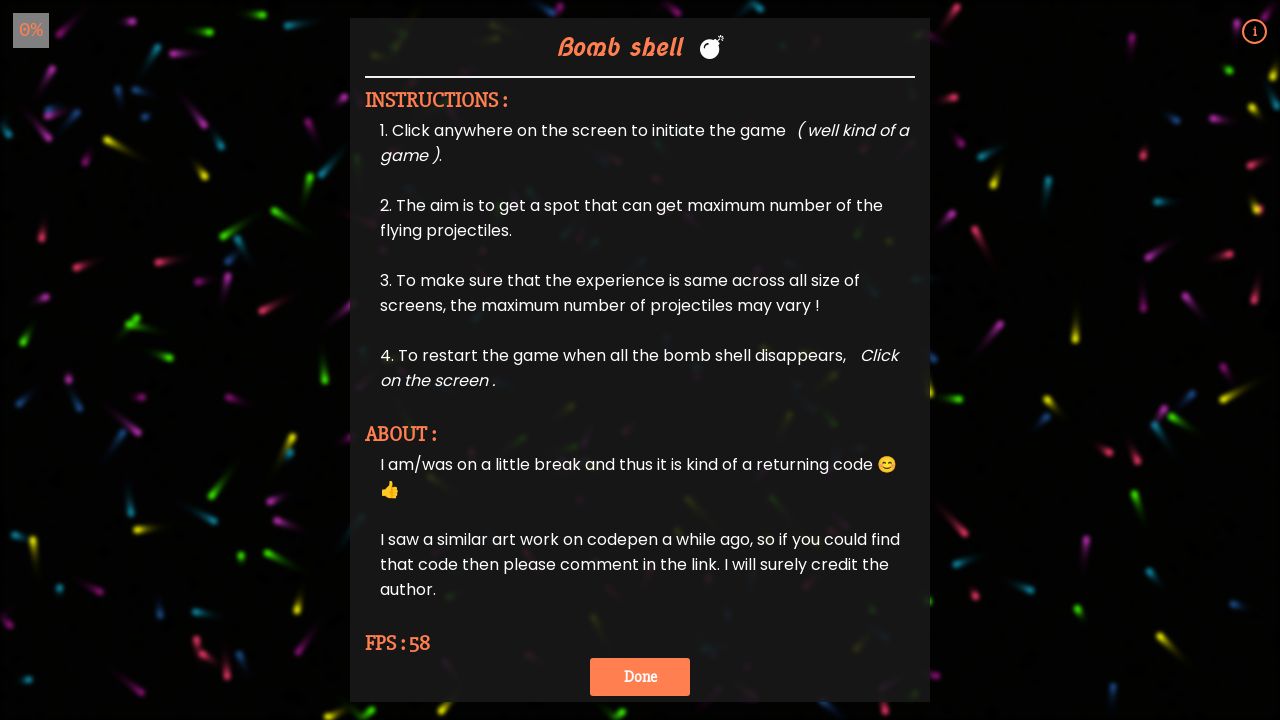 0%
Bomb shell 💣
i
INSTRUCTIONS :
1. Click anywhere on the screen to initiate the game ( well kind of a
game ).
2. The aim is to get a spot that can get maximum number of the
flying projectiles.
3. To make sure that the experience is same across all size of
screens, the maximum number of projectiles may vary !
4. To restart the game when all the bomb shell disappears, Click
on the screen .
ABOUT :
I am/was on a little break and thus it is kind of a returning code 😊
👍
I saw a similar art work on codepen a while ago, so if you could find
that code then please comment in the link. I will surely credit the
author.
FPS : 58
Done